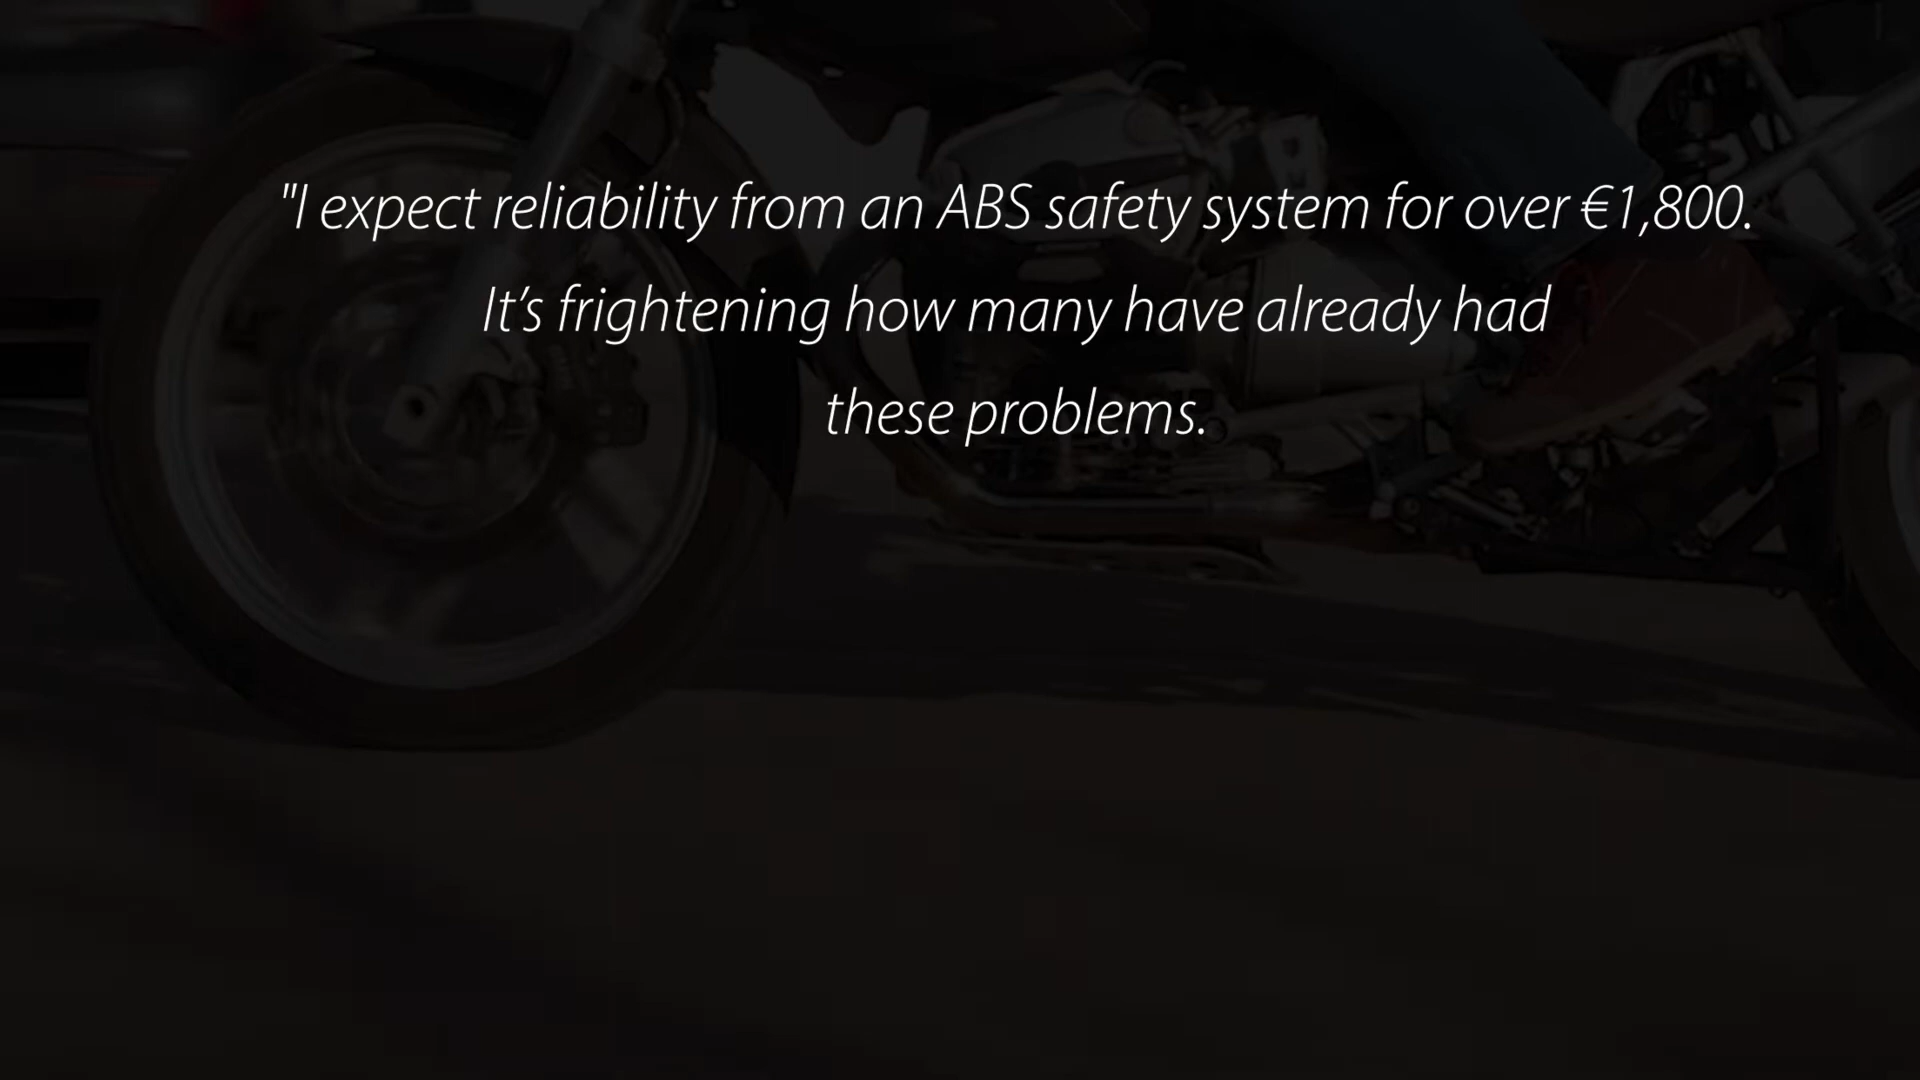 "I expect reliability from an ABS safety system for over €1,800.
It’s frightening how many have already had
these problems.